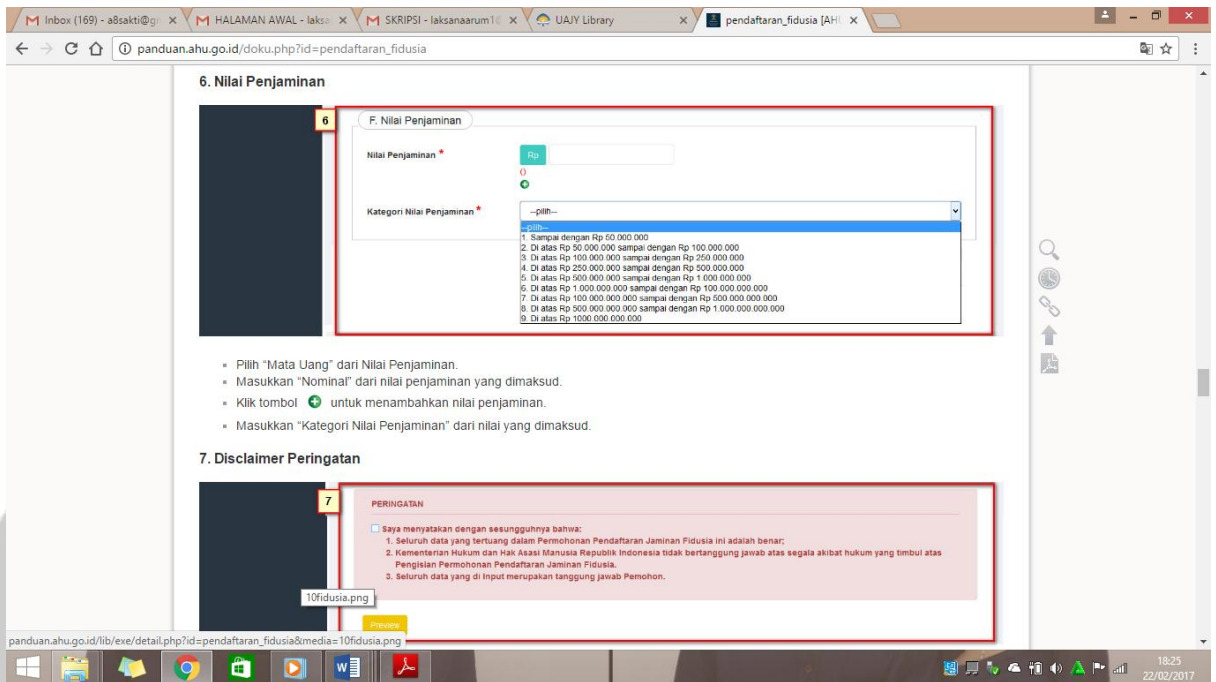 Inbox (169) - a8sakti@gr
HALAMAN AWAL - laksa
SKRIPSI - laksanaarum1
UAJY Library
pendaftaran_fidusia [AH
panduan.ahu.go.id/doku.php?id=pendaftaran_fidusia
6. Nilai Penjaminan
6
F. Nilai Penjaminan
Nilai Penjaminan *
Rp
()
Kategori Nilai Penjaminan *
--pilih--
--pilih--
1. Sampai dengan Rp 50.000.000
2. Di atas Rp 50.000.000 sampai dengan Rp 100.000.000
3. Di atas Rp 100.000.000 sampai dengan Rp 250.000.000
4. Di atas Rp 250.000.000 sampai dengan Rp 500.000.000
5. Di atas Rp 500.000.000 sampai dengan Rp 1.000.000.000
6. Di atas Rp 1.000.000.000 sampai dengan Rp 100.000.000.000
7. Di atas Rp 100.000.000.000 sampai dengan Rp 500.000.000.000
8. Di atas Rp 500.000.000.000 sampai dengan Rp 1.000.000.000.000
9. Di atas Rp 1000.000.000.000
Pilih “Mata Uang” dari Nilai Penjaminan.
Masukkan “Nominal” dari nilai penjaminan yang dimaksud.
Klik tombol untuk menambahkan nilai penjaminan.
Masukkan “Kategori Nilai Penjaminan” dari nilai yang dimaksud.
7. Disclaimer Peringatan
7
PERINGATAN
Saya menyatakan dengan sesungguhnya bahwa:
1. Seluruh data yang tertuang dalam Permohonan Pendaftaran Jaminan Fidusia ini adalah benar;
2. Kementerian Hukum dan Hak Asasi Manusia Republik Indonesia tidak bertanggung jawab atas segala akibat hukum yang timbul atas
Pengisian Permohonan Pendaftaran Jaminan Fidusia.
3. Seluruh data yang di Input merupakan tanggung jawab Pemohon.
10fidusia.png
Preview
panduan.ahu.go.id/lib/exe/detail.php?id=pendaftaran_fidusia&media=10fidusia.png
18:25
22/02/2017